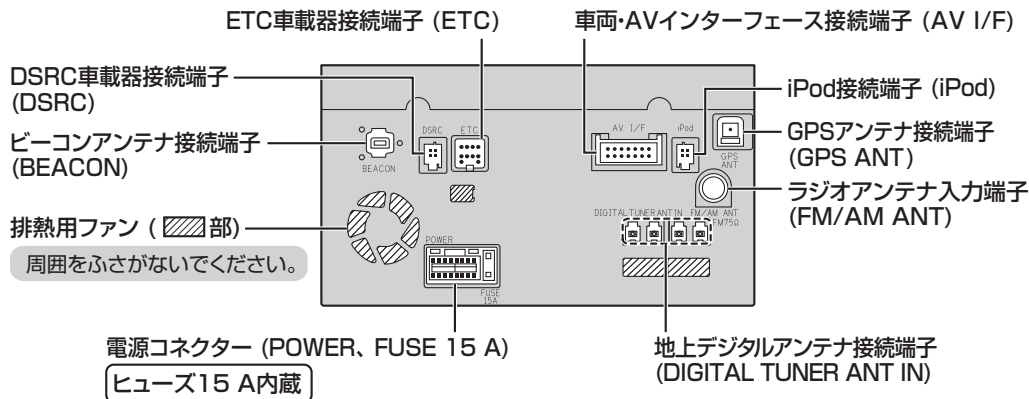 ETC車載器接続端子 (ETC)
車両・AVインターフェース接続端子 (AV I/F)
DSRC車載器接続端子
(DSRC)
iPod接続端子 (iPod)
ビーコンアンテナ接続端子
(BEACON)
GPSアンテナ接続端子
(GPS ANT)
ラジオアンテナ入力端子
(FM/AM ANT)
排熱用ファン ( 部)
周囲をふさがないでください。
DSRC
ETC
AV I/F
iPod
BEACON
GPS
ANT
DIGITAL TUNER ANT IN
FM/AM ANT
FM75Ω
POWER
FUSE
15A
電源コネクター (POWER、FUSE 15 A)
ヒューズ15 A内蔵
地上デジタルアンテナ接続端子
(DIGITAL TUNER ANT IN)